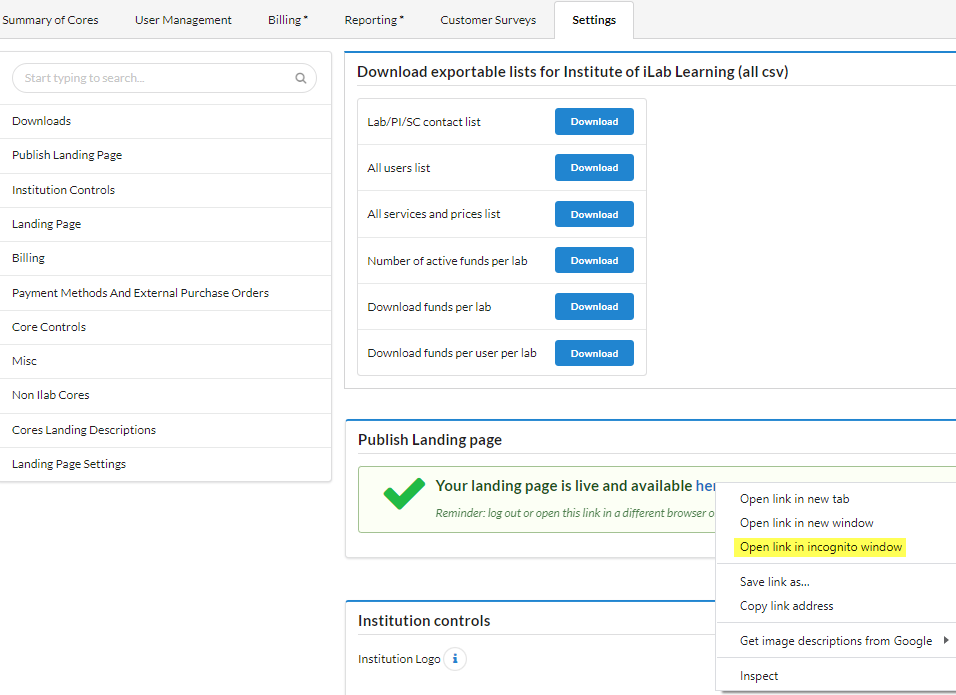 Summary of Cores
User Management
Billing*
Reporting*
Customer Surveys
Settings
Start typing to search...
Downloads
Publish Landing Page
Institution Controls
Landing Page
Billing
Payment Methods And External Purchase Orders
Core Controls
Misc
Non Ilab Cores
Cores Landing Descriptions
Landing Page Settings
Download exportable lists for Institute of iLab Learning (all csv)
Lab/PI/SC contact list Download
All users list Download
All services and prices list Download
Number of active funds per lab Download
Download funds per lab Download
Download funds per user per lab Download
Publish Landing page
Your landing page is live and available
Reminder: log out or open this link in a different browser
Open link in new tab
Open link in new window
Open link in incognito window
Save link as...
Copy link address
Get image descriptions from Google
Inspect
Institution controls
Institution Logo i